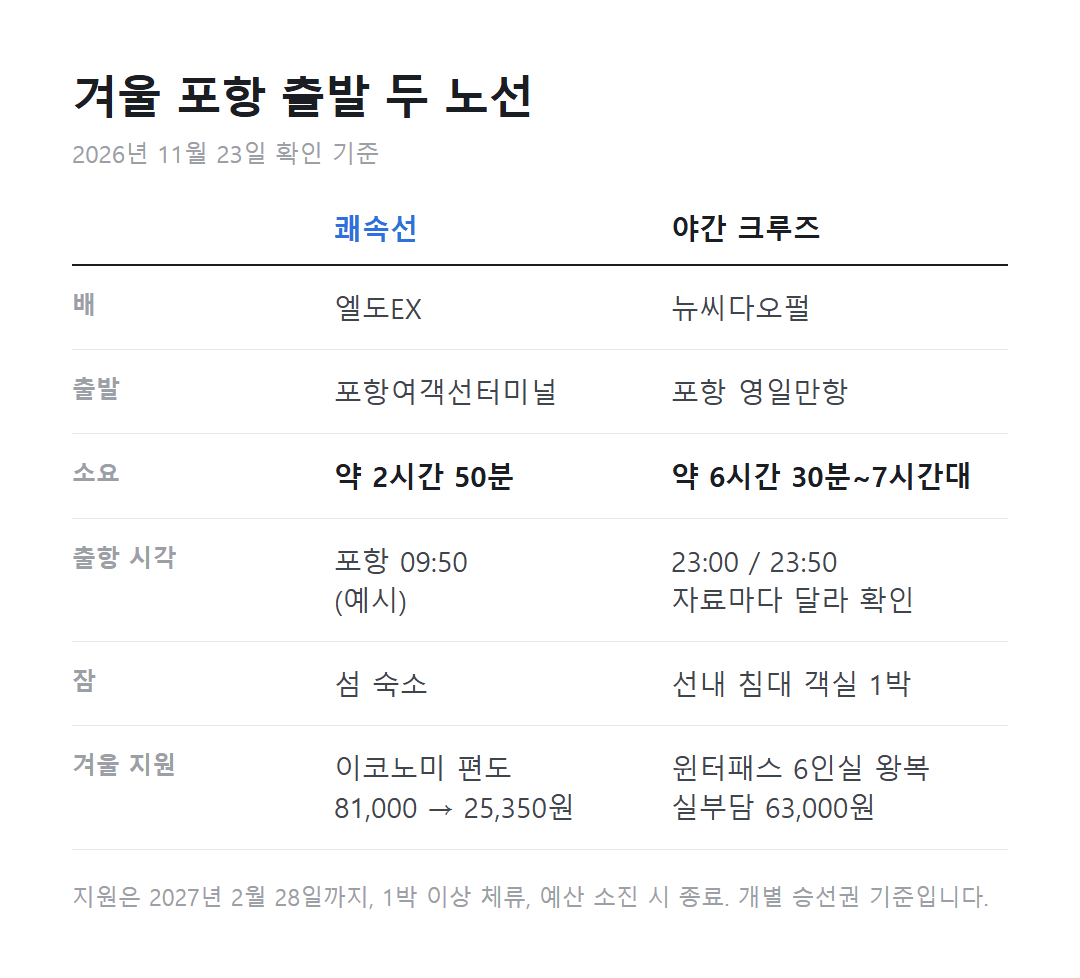 겨울 포항 출발 두 노선
2026년 11월 23일 확인 기준
쾌속선 야간 크루즈
배 엘도EX 뉴씨다오펄
출발 포항여객선터미널 포항 영일만항
소요 약 2시간 50분 약 6시간 30분~7시간대
출항 시각 포항 09:50 23:00 / 23:50
(예시) 자료마다 달라 확인
잠 섬 숙소 선내 침대 객실 1박
겨울 지원 이코노미 편도 윈터패스 6인실 왕복
81,000 → 25,350원 실부담 63,000원
지원은 2027년 2월 28일까지, 1박 이상 체류, 예산 소진 시 종료. 개별 승선권 기준입니다.